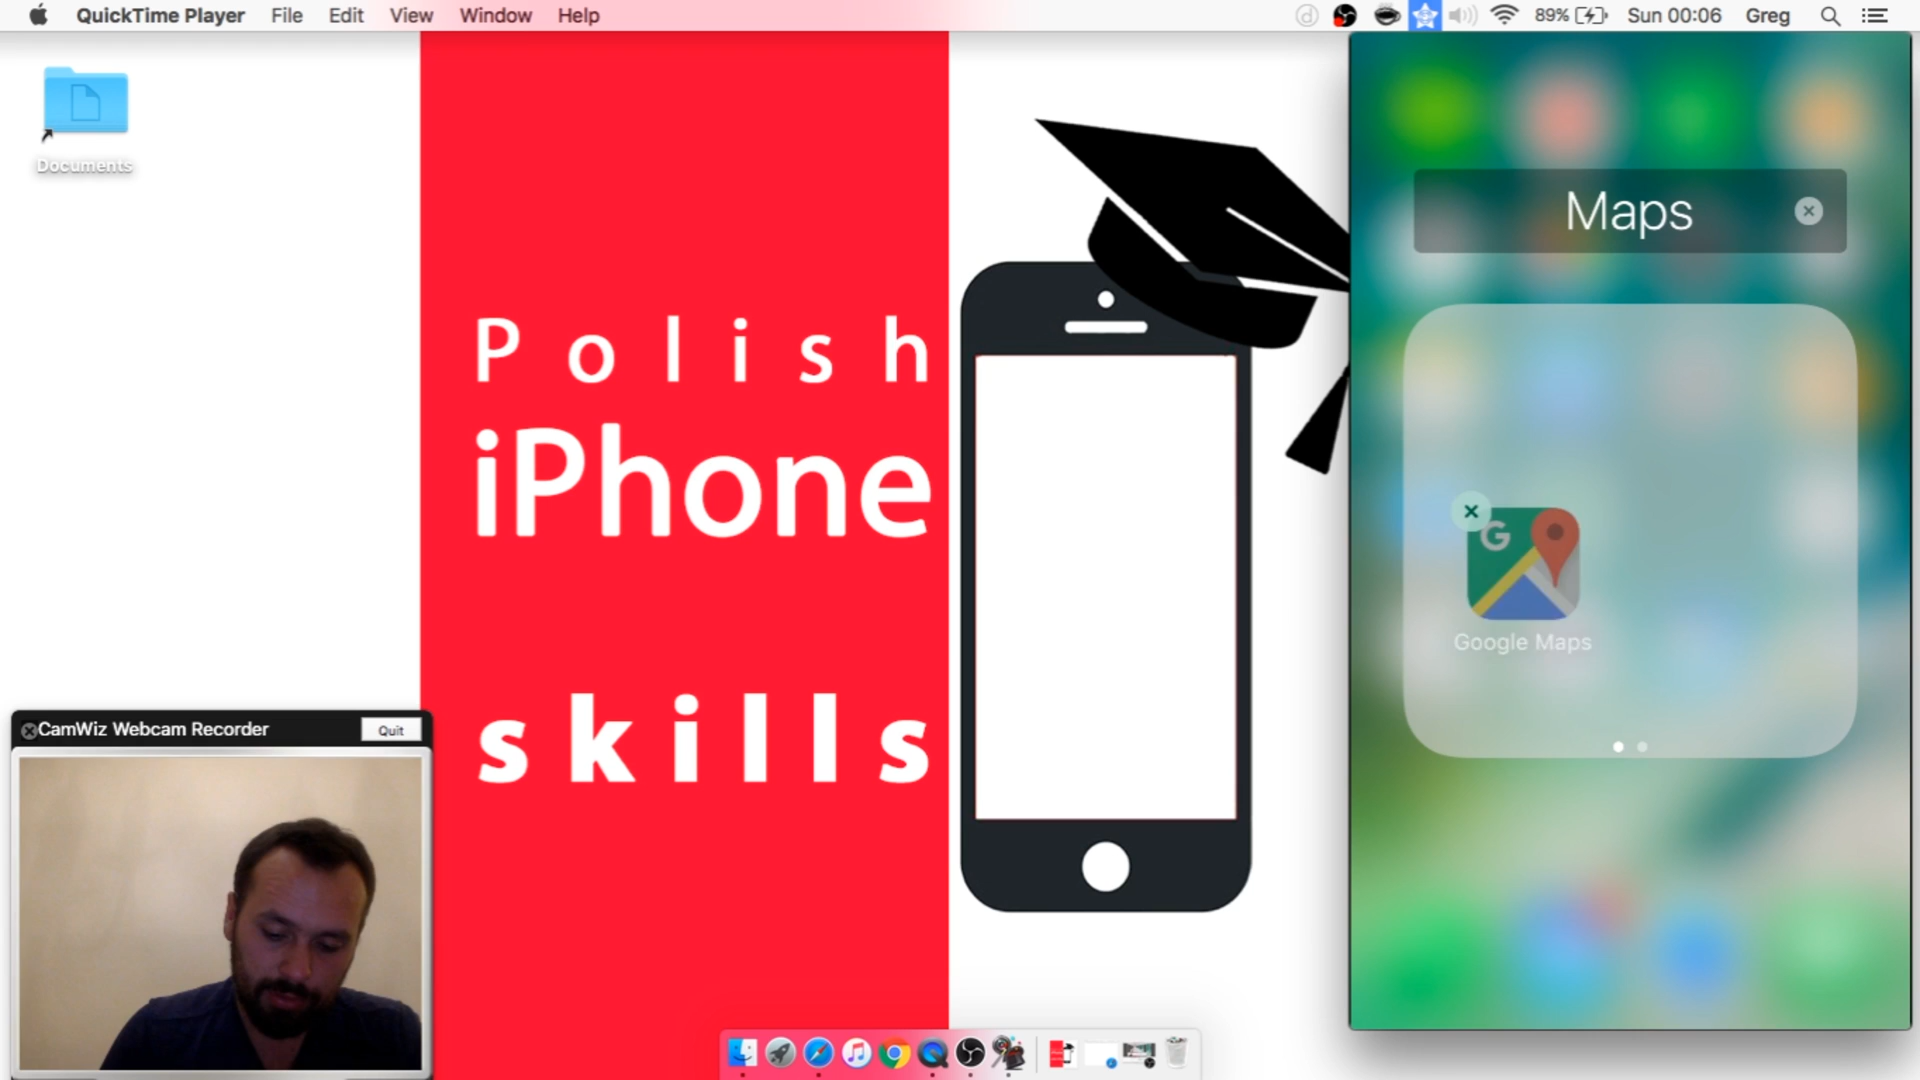 QuickTime Player File Edit View Window Help 89% Sun 00:06 Greg
Documents
Polish
iPhone
skills
Maps
G
Google Maps
CamWiz Webcam Recorder Quit